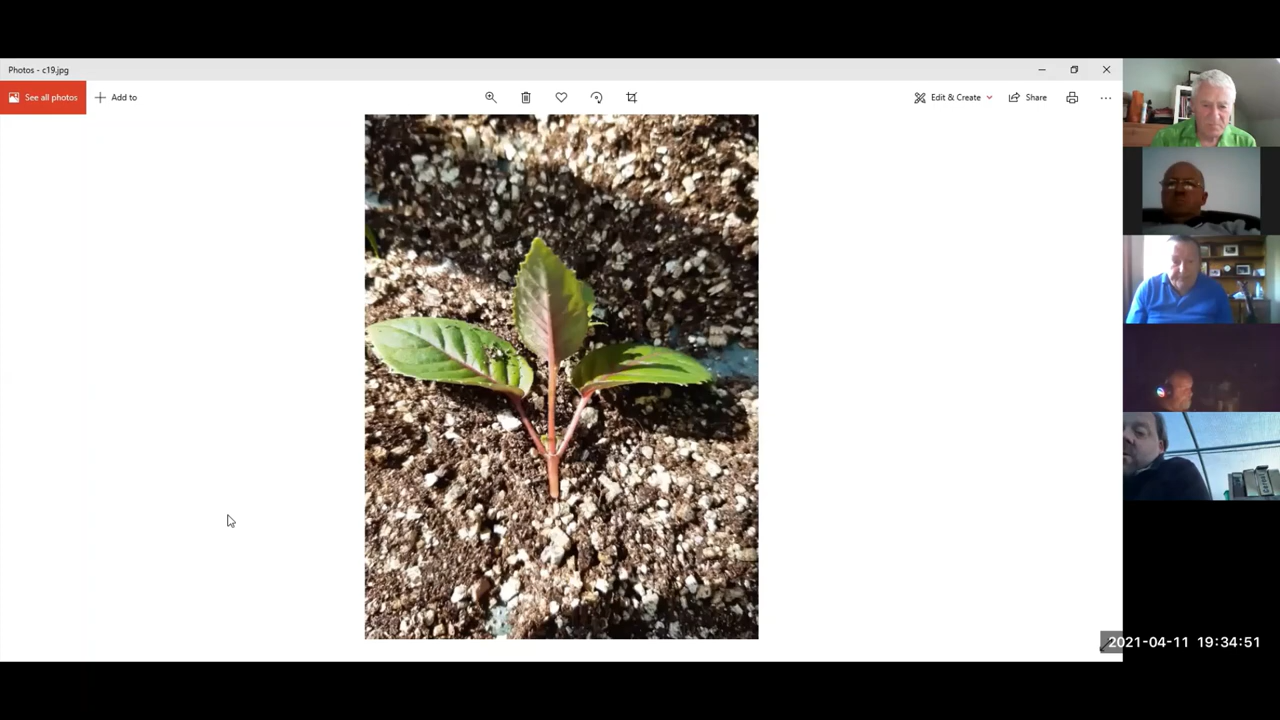 Photos - c19.jpg
See all photos
Add to
Edit & Create
Share
2021-04-11 19:34:51